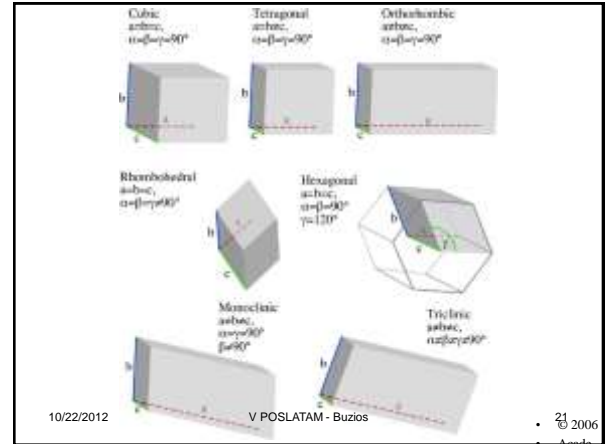 Cubic
a=b=c,
α=β=γ=90°
Tetragonal
a=b≠c,
α=β=γ=90°
Orthorhombic
a≠b≠c,
α=β=γ=90°
b
c
b
c
b
c
Rhombohedral
a=b=c,
α=β=γ≠90°
b
c
Hexagonal
a=b=c,
α=β=90°
γ=120°
b
c
Monoclinic
a≠b≠c,
α=γ=90°
β≠90°
b
c
Triclinic
a≠b≠c,
α≠β≠γ≠90°
b
c
10/22/2012
V POSLATAM - Buzios
21
• © 2006